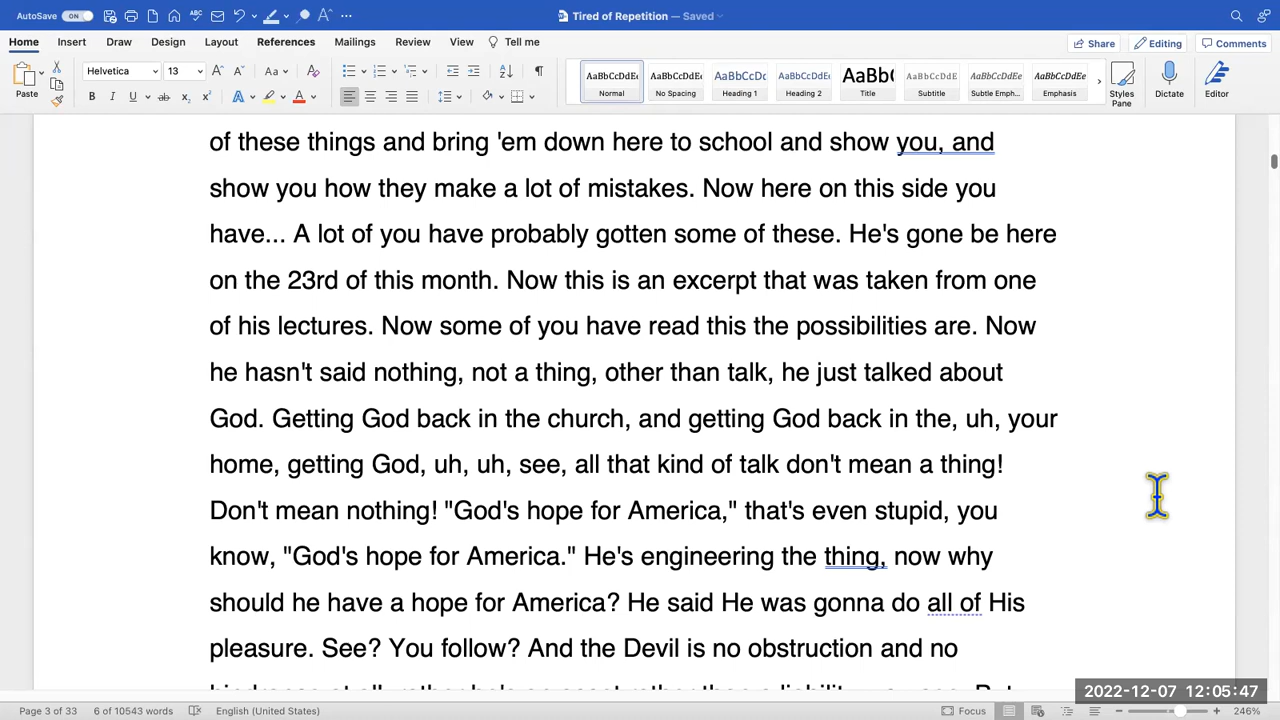 AutoSave ON
Tired of Repetition — Saved
Home Insert Draw Design Layout References Mailings Review View Tell me
Share Editing Comments
Paste
Helvetica 13
Normal No Spacing Heading 1 Heading 2 Title Subtitle Subtle Emph... Emphasis
Styles Pane Dictate Editor
of these things and bring 'em down here to school and show you, and
show you how they make a lot of mistakes. Now here on this side you
have... A lot of you have probably gotten some of these. He's gone be here
on the 23rd of this month. Now this is an excerpt that was taken from one
of his lectures. Now some of you have read this the possibilities are. Now
he hasn't said nothing, not a thing, other than talk, he just talked about
God. Getting God back in the church, and getting God back in the, uh, your
home, getting God, uh, uh, see, all that kind of talk don't mean a thing!
Don't mean nothing! "God's hope for America," that's even stupid, you
know, "God's hope for America." He's engineering the thing, now why
should he have a hope for America? He said He was gonna do all of His
pleasure. See? You follow? And the Devil is no obstruction and no
2022-12-07 12:05:47
Page 3 of 33 6 of 10543 words English (United States) Focus 246%